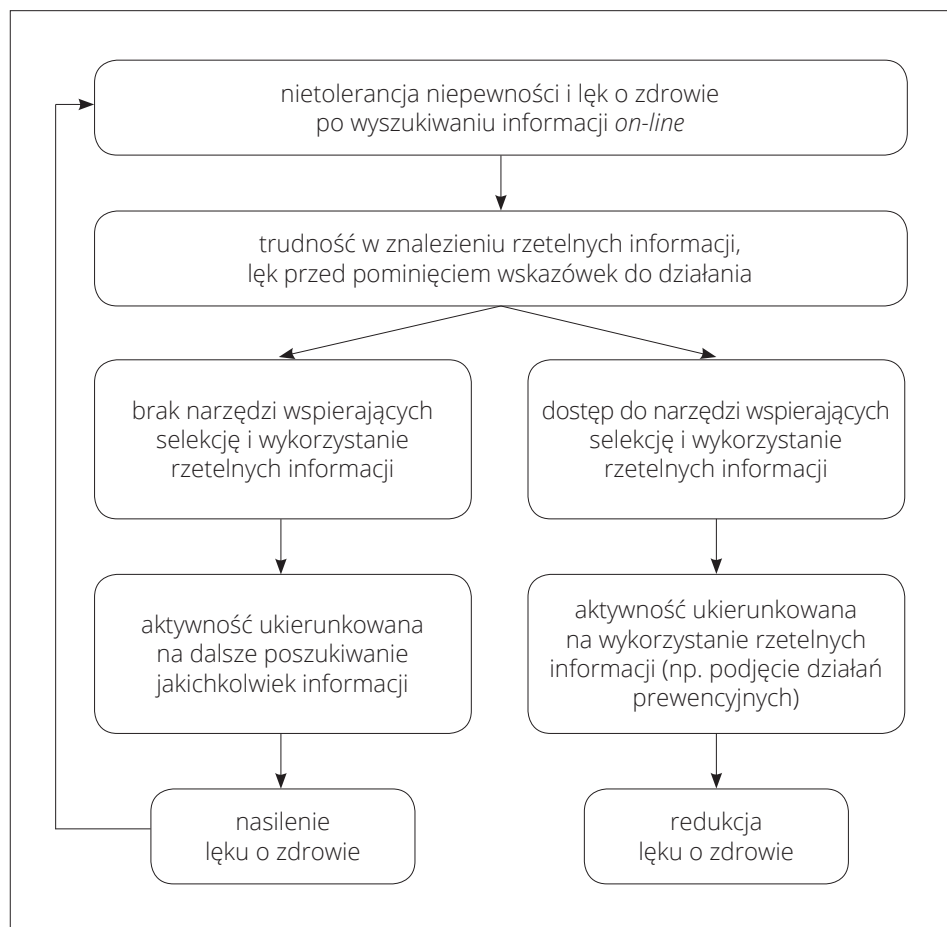 nietolerancja niepewności i lęk o zdrowie
po wyszukiwaniu informacji on-line
trudność w znalezieniu rzetelnych informacji,
lęk przed pominięciem wskazówek do działania
brak narzędzi wspierających
selekcję i wykorzystanie
rzetelnych informacji
dostęp do narzędzi wspierających
selekcję i wykorzystanie
rzetelnych informacji
aktywność ukierunkowana
na dalsze poszukiwanie
jakichkolwiek informacji
aktywność ukierunkowana
na wykorzystanie rzetelnych
informacji (np. podjęcie działań
prewencyjnych)
nasilenie
lęku o zdrowie
redukcja
lęku o zdrowie